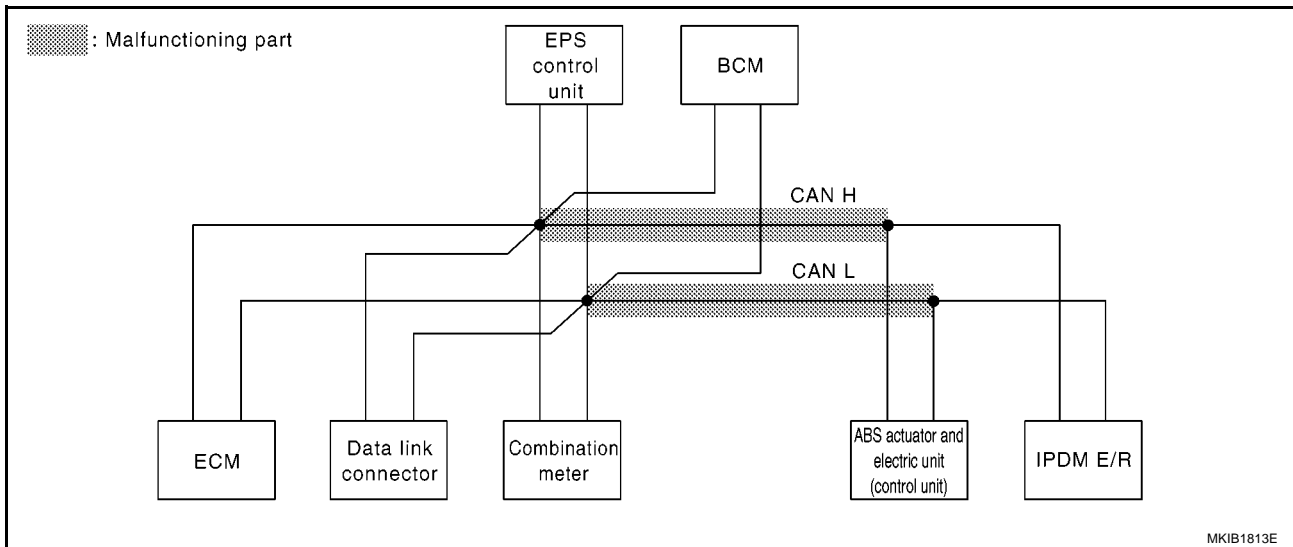 : Malfunctioning part
EPS
control
unit
BCM
CAN H
CAN L
ECM
Data link
connector
Combination
meter
ABS actuator and
electric unit
(control unit)
IPDM E/R
MKIB1813E